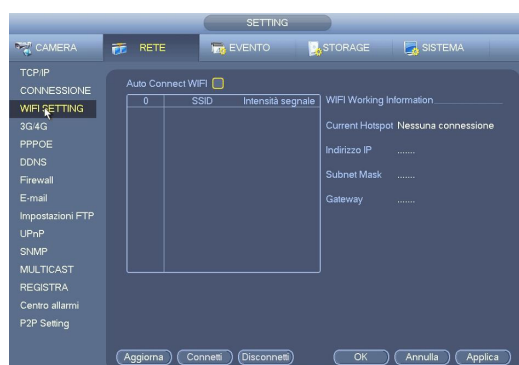 SETTING
CAMERA RETE EVENTO STORAGE SISTEMA
TCP/IP
CONNESSIONE
WIFI SETTING
3G/4G
PPPOE
DDNS
Firewall
E-mail
Impostazioni FTP
UPnP
SNMP
MULTICAST
REGISTRA
Centro allarmi
P2P Setting
Auto Connect WIFI
0 SSID Intensità segnale
WIFI Working Information
Current Hotspot Nessuna connessione
Indirizzo IP ......
Subnet Mask ......
Gateway ......
Aggiorna Connetti Disconnetti OK Annulla Applica